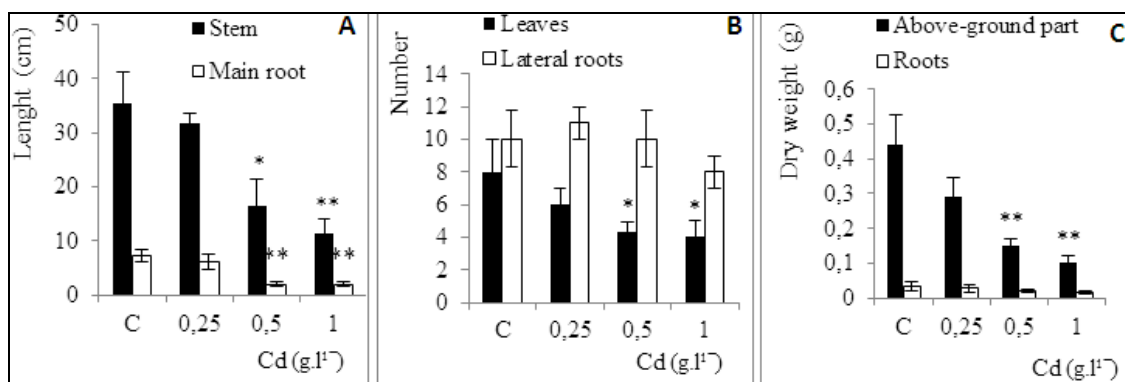 A
Stem
Main root
Lenght (cm)
50
40
30
20
10
0
*
**
**
**
C 0,25 0,5 1
Cd (g.l¹⁻)
B
Leaves
Lateral roots
Number
14
12
10
8
6
4
2
0
*
*
C 0,25 0,5 1
Cd (g.l¹⁻)
C
Above-ground part
Roots
Dry weight (g)
0,6
0,5
0,4
0,3
0,2
0,1
0
**
**
C 0,25 0,5 1
Cd (g.l¹⁻)